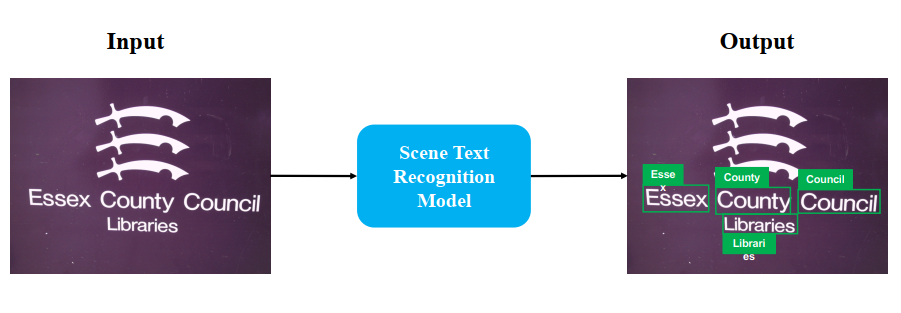 Input
Output
Essex County Council
Libraries
Scene Text
Recognition
Model
Esse
x
County
Council
Essex County Council
Libraries
Librari
es